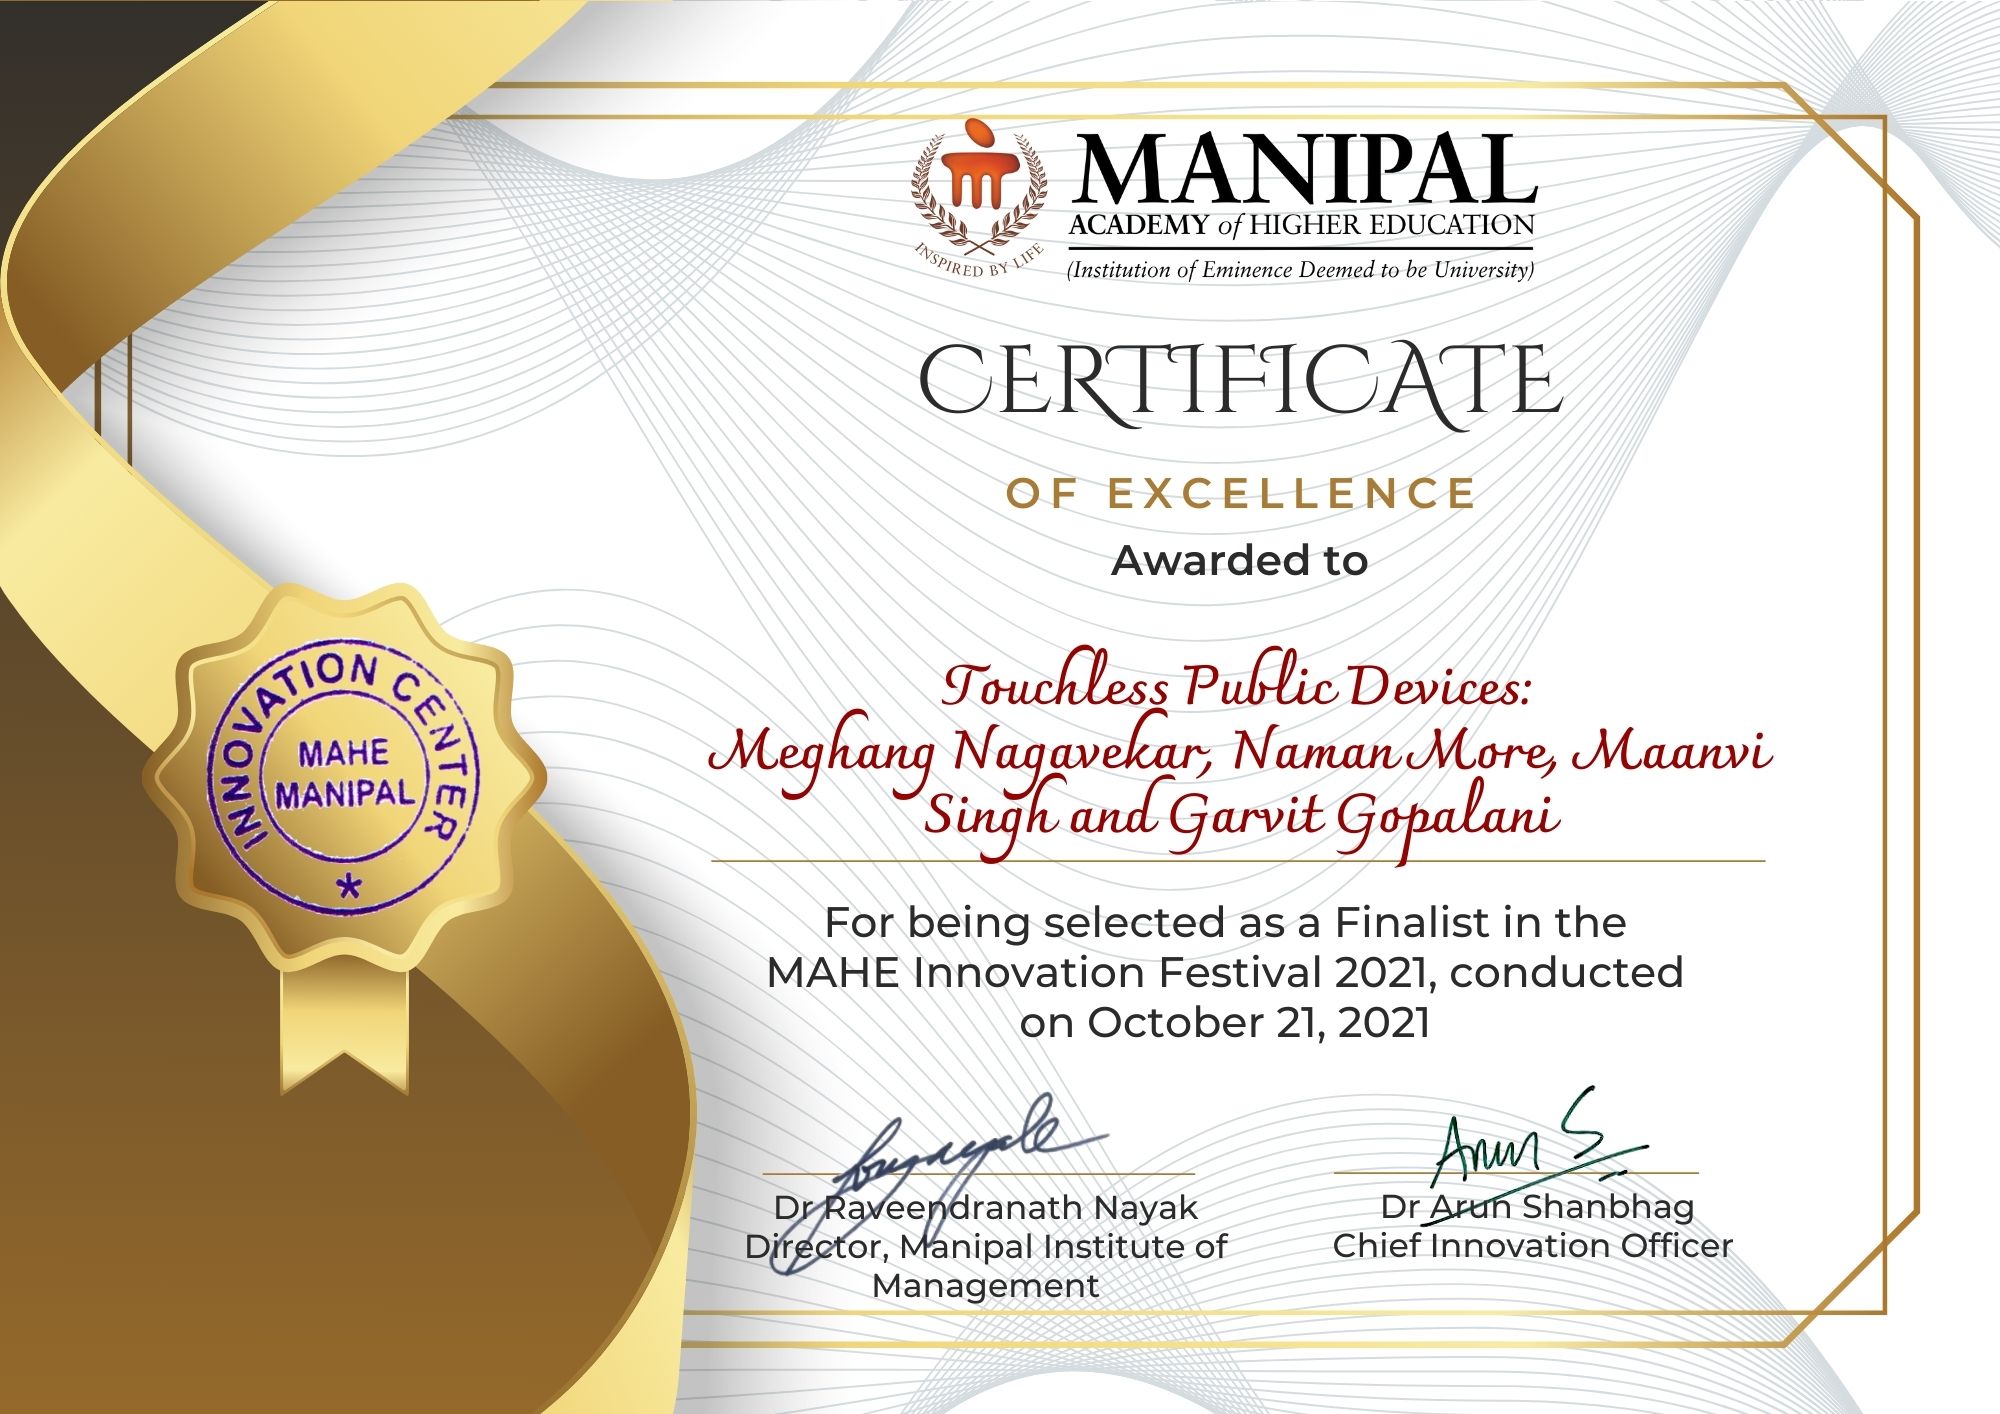 MANIPAL
ACADEMY of HIGHER EDUCATION
(Institution of Eminence Deemed to be University)
INSPIRED BY LIFE
CERTIFICATE
OF EXCELLENCE
Awarded to
Touchless Public Devices:
Meghang Nagavekar, Naman More, Maanvi
Singh and Garvit Gopalani
For being selected as a Finalist in the
MAHE Innovation Festival 2021, conducted
on October 21, 2021
INNOVATION CENTER
MAHE
MANIPAL
*
Dr Raveendranath Nayak
Director, Manipal Institute of
Management
Arun S
Dr Arun Shanbhag
Chief Innovation Officer